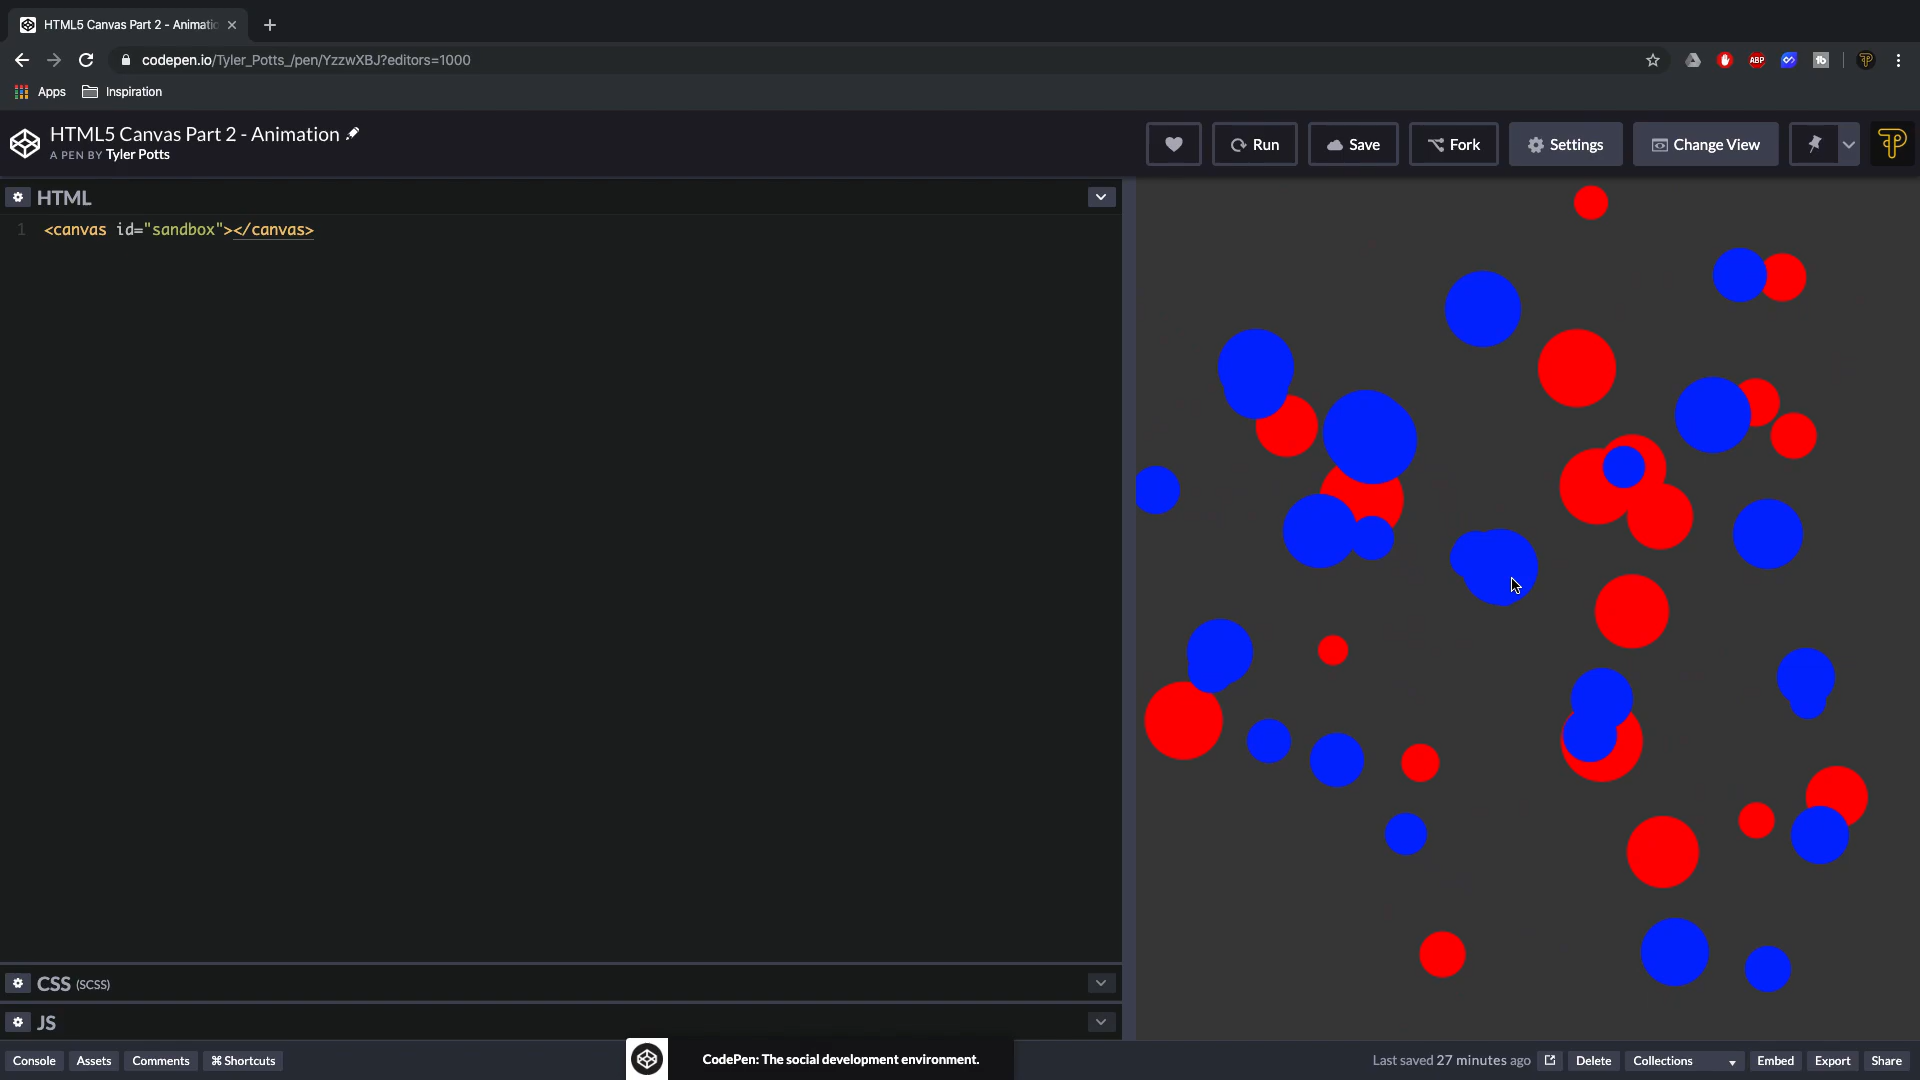 HTML5 Canvas Part 2 - Animatic
codepen.io/Tyler_Potts_/pen/YzzwXBJ?editors=1000
ABP
tb
Apps
Inspiration
HTML5 Canvas Part 2 - Animation
A PEN BY Tyler Potts
Run
Save
Fork
Settings
Change View
HTML
1 <canvas id="sandbox"></canvas>
CSS (SCSS)
JS
Console
Assets
Comments
⌘ Shortcuts
CodePen: The social development environment.
Last saved 27 minutes ago
Delete
Collections
Embed
Export
Share